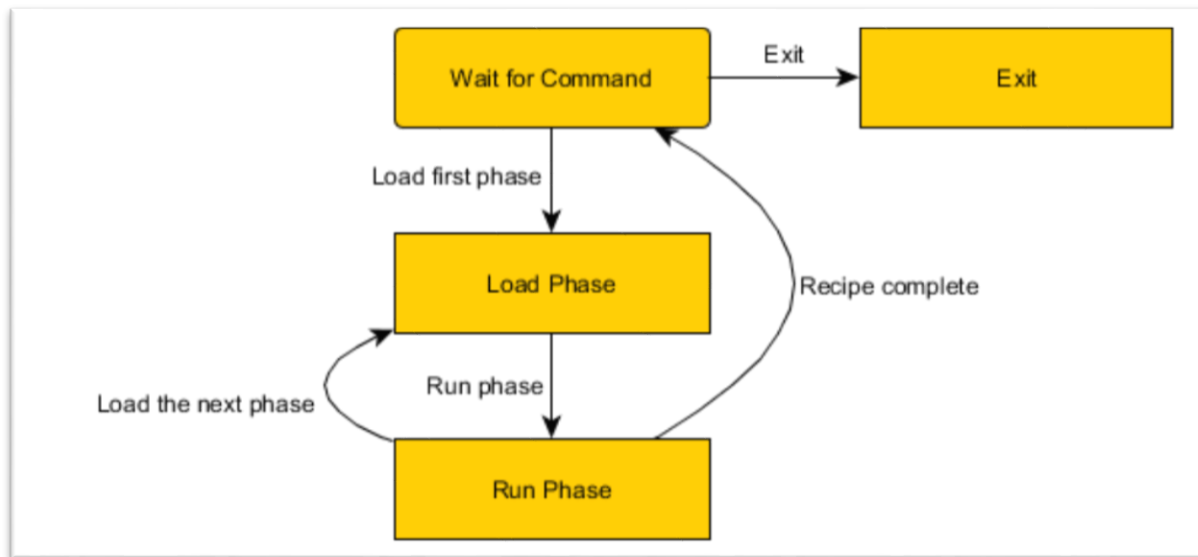 Wait for Command
Exit
Exit
Load first phase
Load Phase
Recipe complete
Run phase
Load the next phase
Run Phase